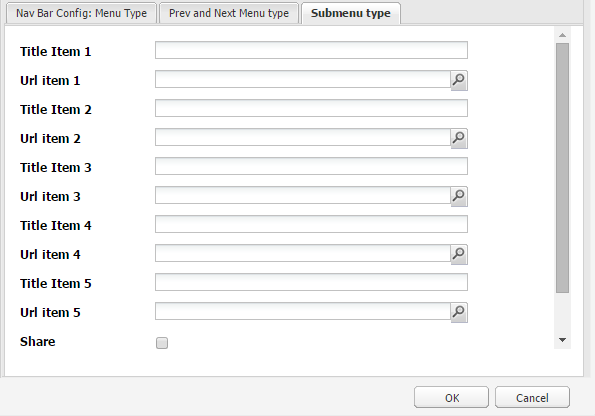 Nav Bar Config: Menu Type
Prev and Next Menu type
Submenu type
Title Item 1
Url item 1
Title Item 2
Url item 2
Title Item 3
Url item 3
Title Item 4
Url item 4
Title Item 5
Url item 5
Share
OK
Cancel